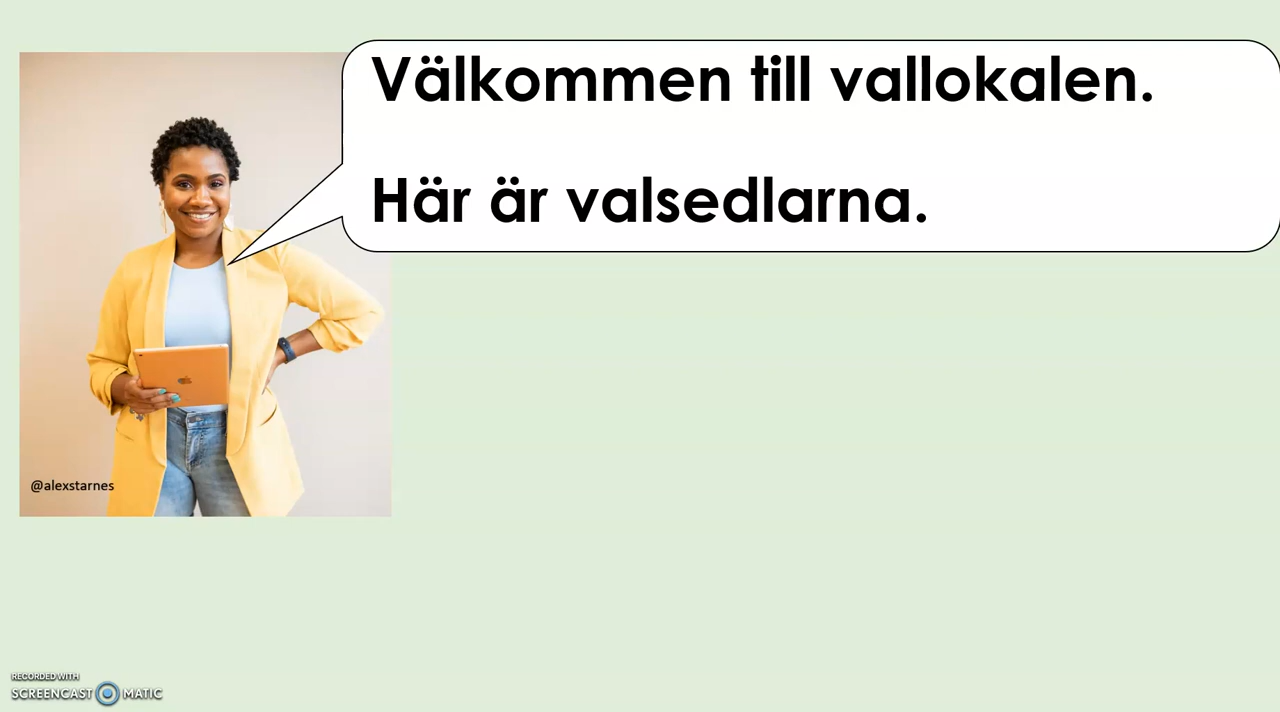 Välkommen till vallokalen.
Här är valsedlarna.
@alexstarnes
RECORDED WITH
SCREENCAST MATIC